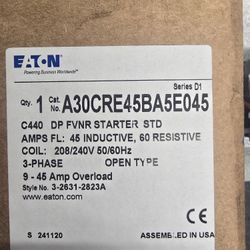 EATON
Powering Business Worldwide™
Series D1
Qty. 1 Cat. No. A30CRE45BA5E045
C440 DP FVNR STARTER STD
AMPS FL: 45 INDUCTIVE, 60 RESISTIVE
COIL: 208/240V 50/60Hz
3-PHASE OPEN TYPE
9 - 45 Amp Overload
Style No. 3-2631-2823A
www.eaton.com
S 241120
ASSEMBLED IN USA